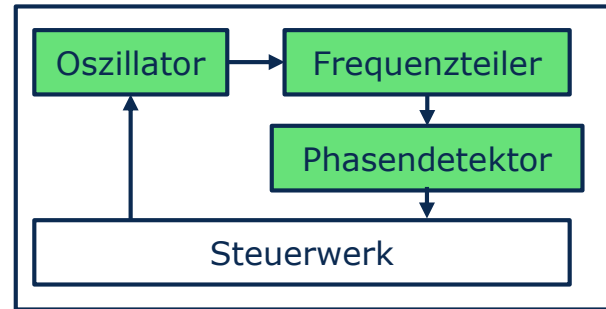 Oszillator
Frequenzteiler
Phasendetektor
Steuerwerk